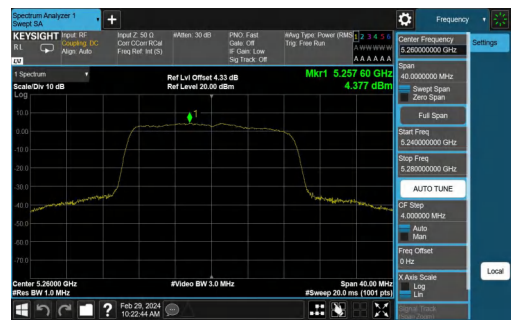 Spectrum Analyzer 1
Swept SA
+
Frequency
KEYSIGHT
RL
LW
Input: RF
Coupling: DC
Align: Auto
Input Z: 50 Ω
Corr CCorr RCal
Freq Ref: Int (S)
#Atten: 30 dB
PNO: Fast
Gate: Off
IF Gain: Low
Sig Track: Off
#Avg Type: Power (RMS
Trig: Free Run
1 2 3 4 5 6
A W W W W W
A A A A A A
1 Spectrum
Scale/Div 10 dB
Log
Ref Lvl Offset 4.33 dB
Ref Level 20.00 dBm
Mkr1 5.257 60 GHz
4.377 dBm
1
10.0
0.00
-10.0
-20.0
-30.0
-40.0
-50.0
-60.0
-70.0
Center 5.26000 GHz
#Res BW 1.0 MHz
#Video BW 3.0 MHz
Span 40.00 MHz
#Sweep 20.0 ms (1001 pts)
Center Frequency
5.260000000 GHz
Span
40.0000000 MHz
Swept Span
Zero Span
Full Span
Start Freq
5.240000000 GHz
Stop Freq
5.280000000 GHz
AUTO TUNE
CF Step
4.000000 MHz
Auto
Man
Freq Offset
0 Hz
X Axis Scale
Log
Lin
Signal Track
Settings
Local
?
Feb 29, 2024
10:22:44 AM